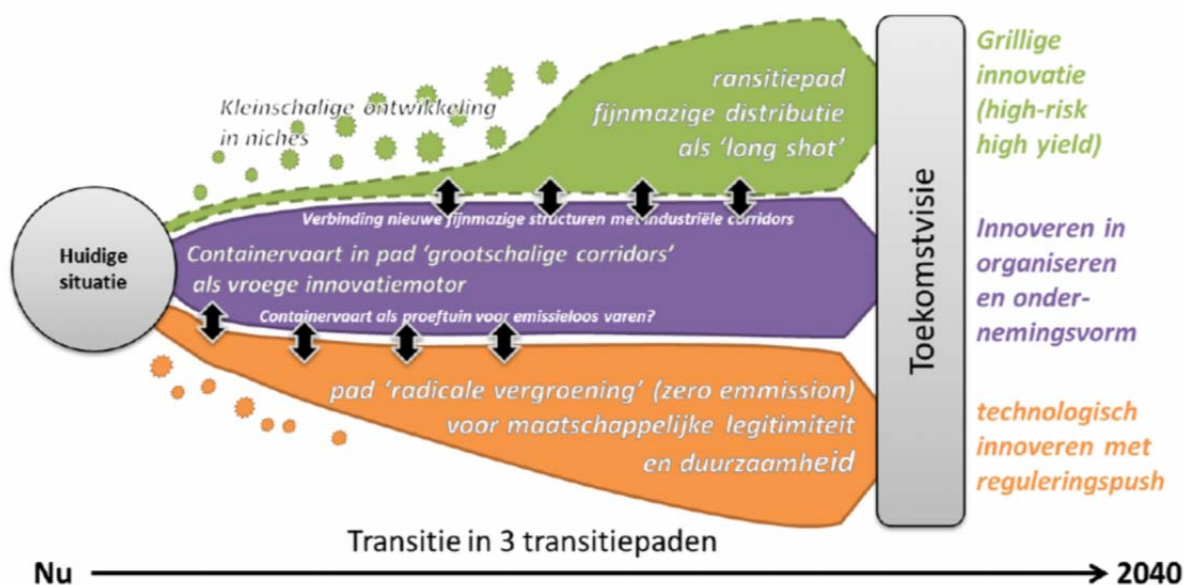 Grillige
innovatie
(high-risk
high yield)
ransitiepad
fijnmazige distributie
als 'long shot'
Kleinschalige ontwikkeling
in niches
Verbinding nieuwe fijnmazige structuren met industriële corridors
Huidige
situatie
Containervaart in pad 'grootschalige corridors'
als vroege innovatiemotor
Containervaart als proeftuin voor emissieloos varen?
Toekomstvisie
Innoveren in
organiseren
en onder-
nemingsvorm
pad 'radicale vergroening' (zero emmission)
voor maatschappelijke legitimiteit
en duurzaamheid
technologisch
innoveren met
reguleringspush
Transitie in 3 transitiepaden
Nu
2040